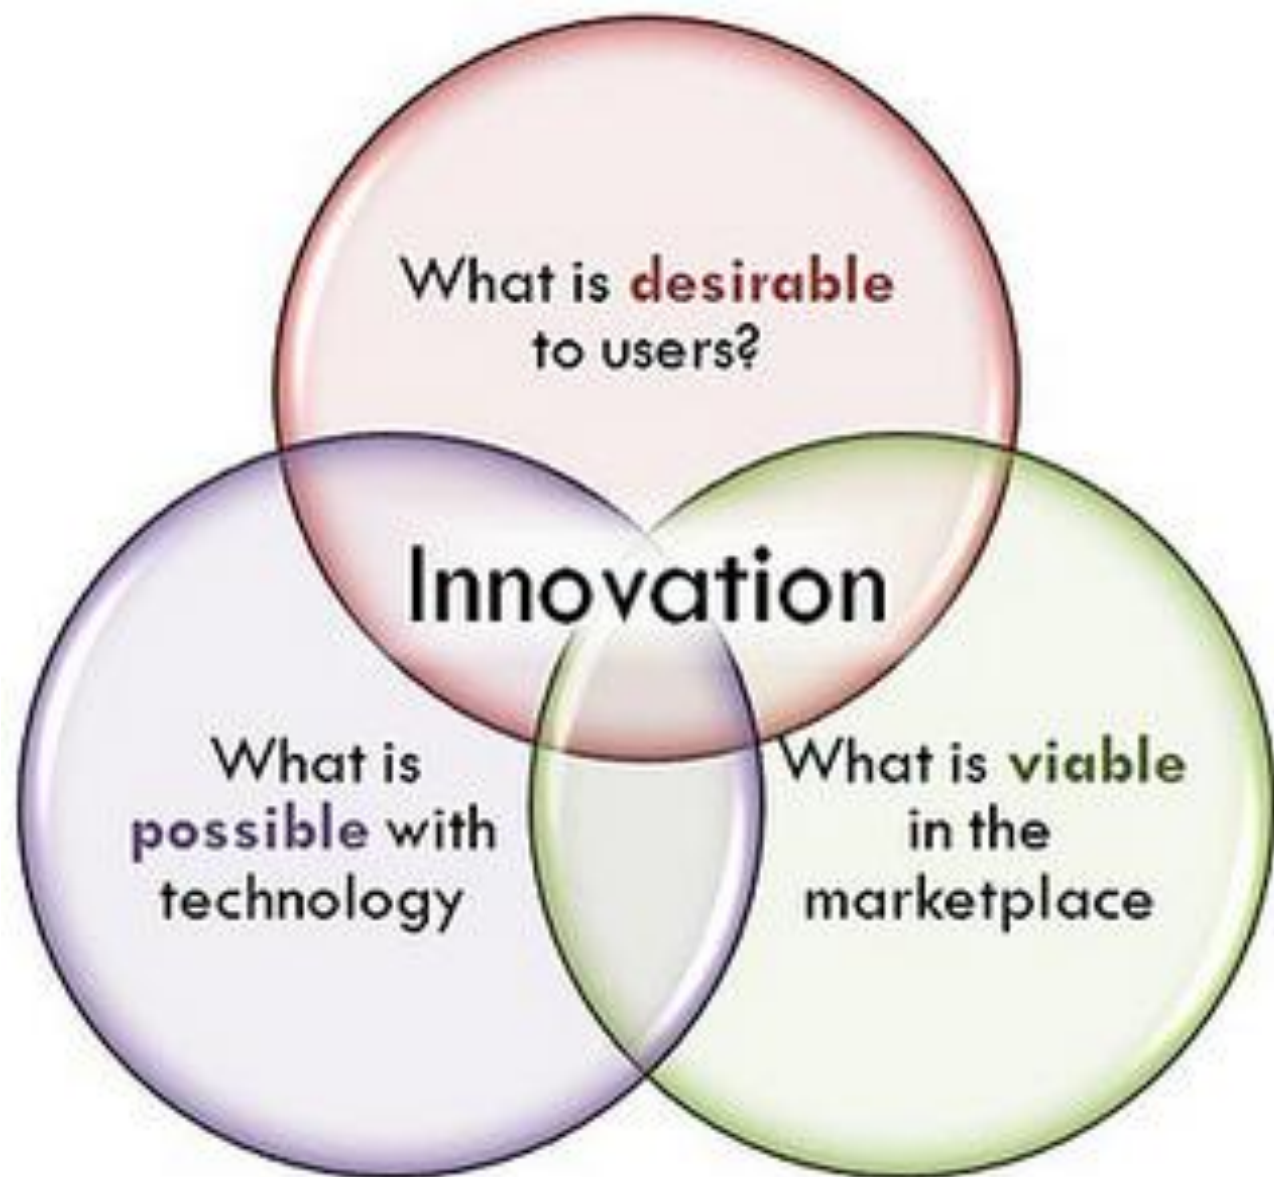 What is desirable
to users?
Innovation
What is
possible with
technology
What is viable
in the
marketplace